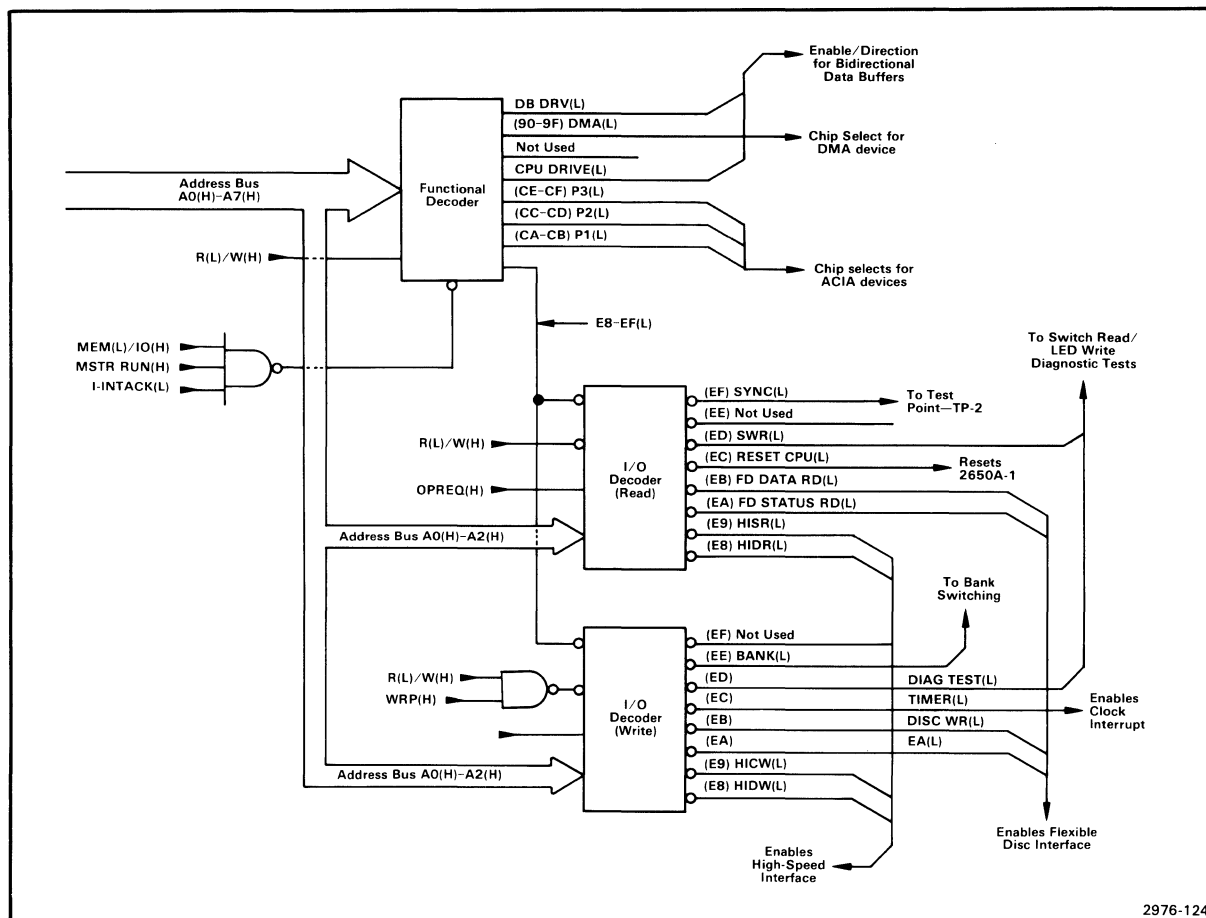 Enable/Direction
for Bidirectional
Data Buffers
DB DRV(L)
(90-9F) DMA(L)
Chip Select for
DMA device
Not Used
CPU DRIVE(L)
Address Bus
A0(H)-A7(H)
Functional
Decoder
(CE-CF) P3(L)
(CC-CD) P2(L)
(CA-CB) P1(L)
R(L)/W(H)
Chip selects for
ACIA devices
E8-EF(L)
MEM(L)/IO(H)
MSTR RUN(H)
I-INTACK(L)
To Switch Read/
LED Write
Diagnostic Tests
(EF) SYNC(L)
To Test
Point—TP-2
(EE) Not Used
R(L)/W(H)
(ED) SWR(L)
I/O
Decoder
(Read)
(EC) RESET CPU(L)
Resets
2650A-1
OPREQ(H)
(EB) FD DATA RD(L)
(EA) FD STATUS RD(L)
Address Bus A0(H)-A2(H)
(E9) HISR(L)
(E8) HIDR(L)
To Bank
Switching
(EF) Not Used
(EE) BANK(L)
R(L)/W(H)
WRP(H)
I/O
Decoder
(Write)
(ED) DIAG TEST(L)
(EC) TIMER(L)
Enables
Clock
Interrupt
(EB) DISC WR(L)
(EA) EA(L)
Address Bus A0(H)-A2(H)
(E9) HICW(L)
(E8) HIDW(L)
Enables Flexible
Disc Interface
Enables
High-Speed
Interface
2976-124